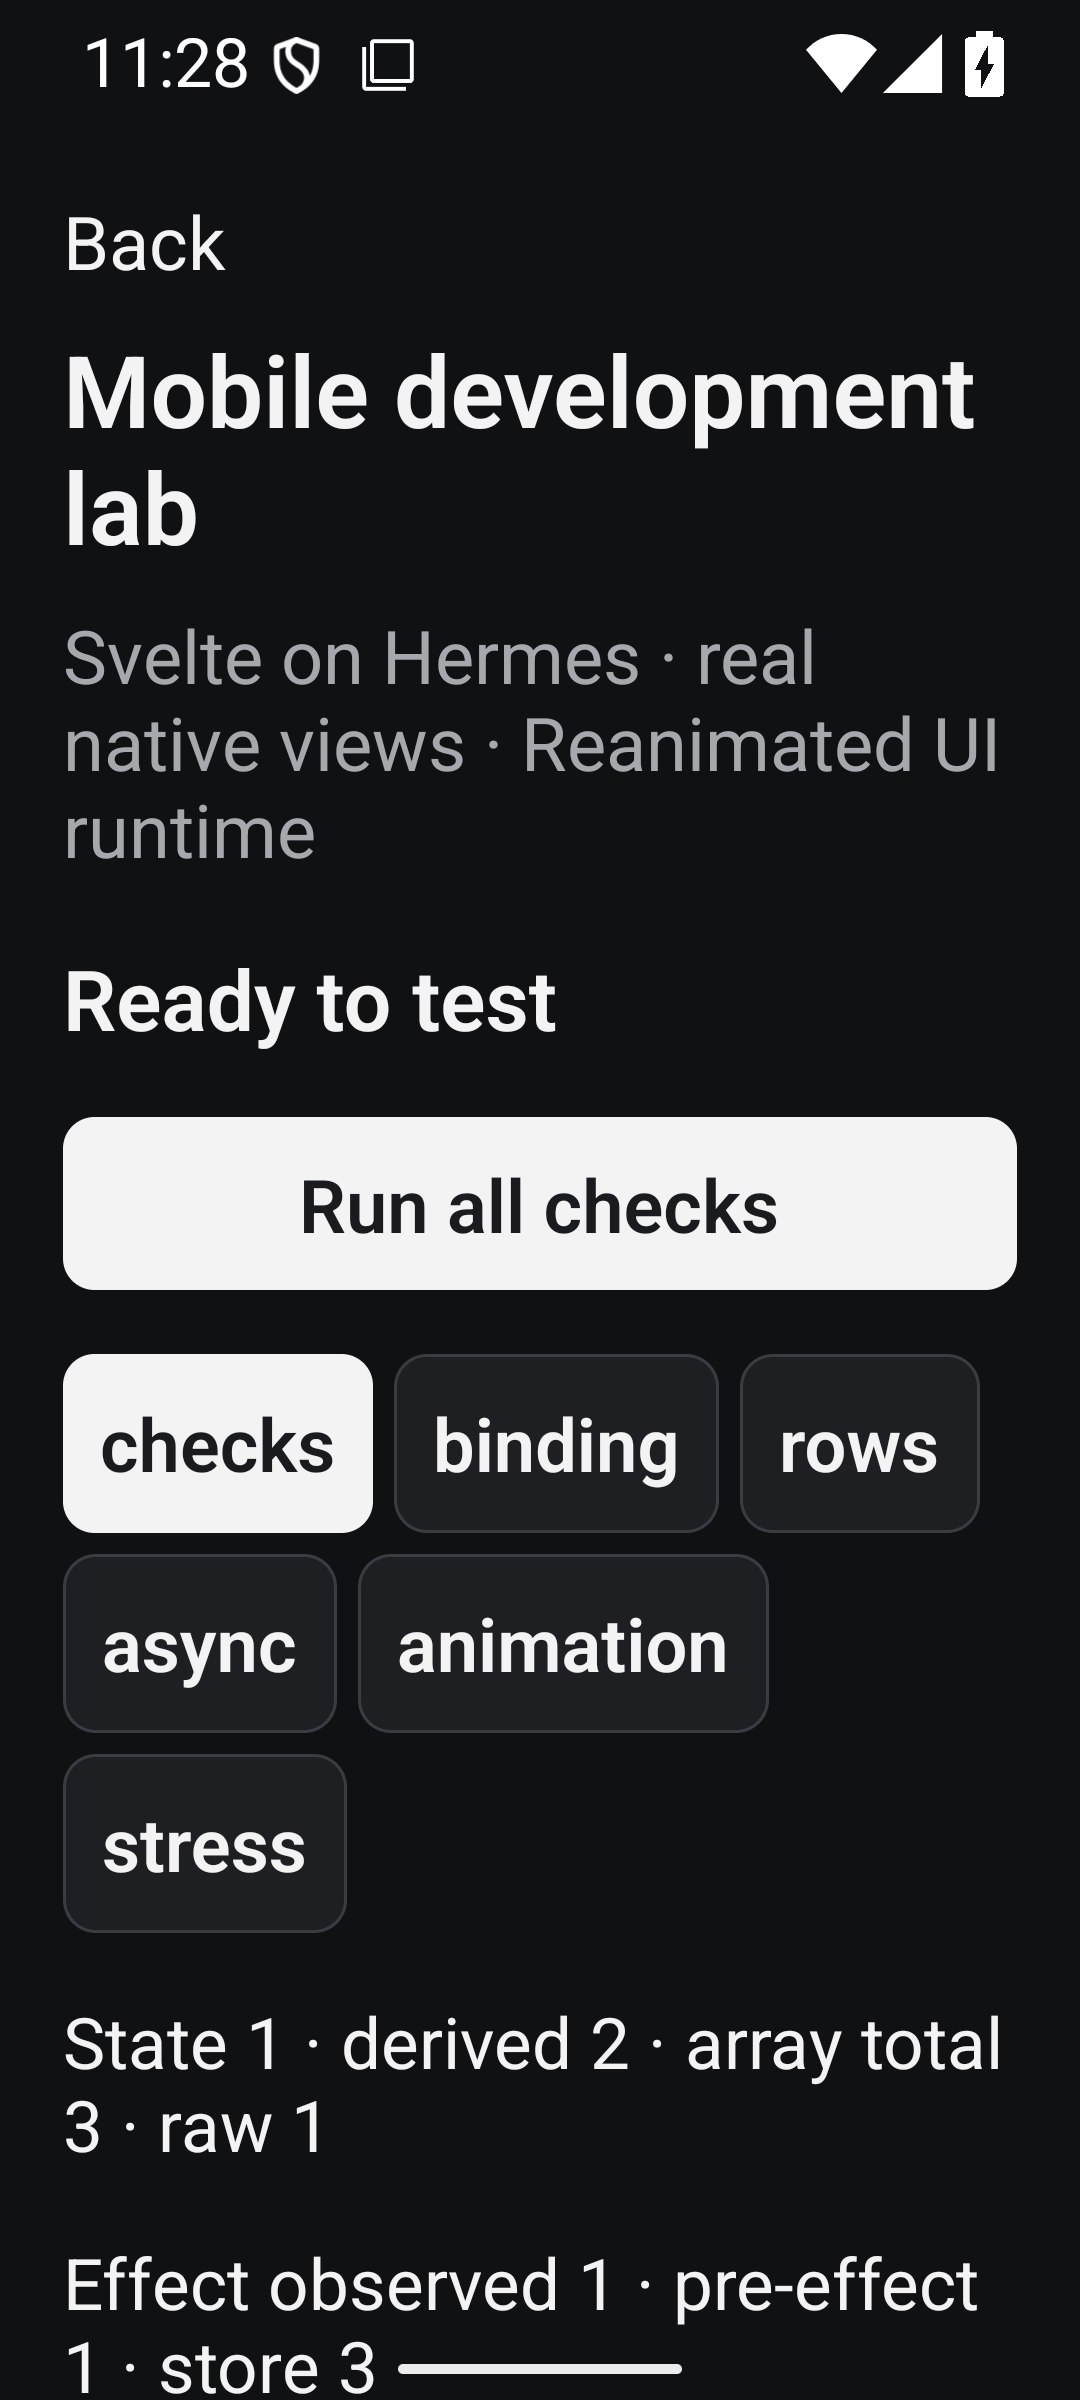 11:28
Back
Mobile development
lab
Svelte on Hermes · real
native views · Reanimated UI
runtime
Ready to test
Run all checks
checks binding rows
async animation
stress
State 1 · derived 2 · array total
3 · raw 1
Effect observed 1 · pre-effect
1 · store 3